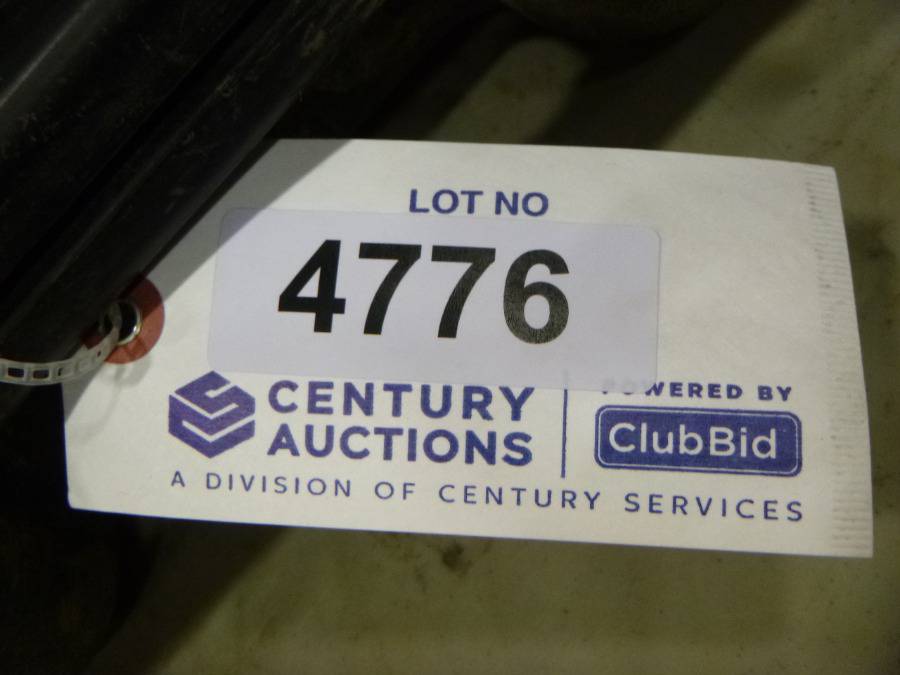 LOT NO
4776
CENTURY
AUCTIONS
POWERED BY
ClubBid
A DIVISION OF CENTURY SERVICES